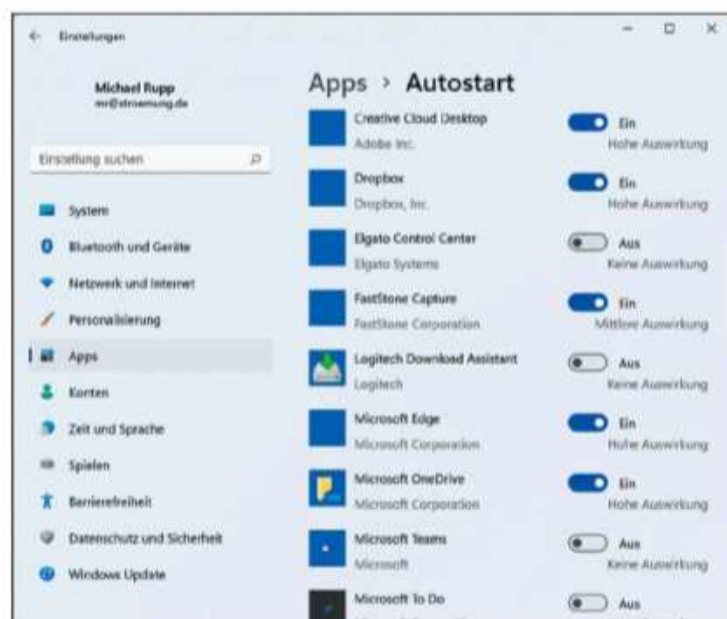 Einstellungen
Michael Rupp
mr@stroemung.de
Einstellung suchen
System
Bluetooth und Geräte
Netzwerk und Internet
Personalisierung
Apps
Konten
Zeit und Sprache
Spielen
Barrierefreiheit
Datenschutz und Sicherheit
Windows Update
Apps > Autostart
Creative Cloud Desktop
Ein
Adobe Inc.
Hohe Auswirkung
Dropbox
Ein
Dropbox, Inc.
Hohe Auswirkung
Elgato Control Center
Aus
Elgato Systems
Keine Auswirkung
FastStone Capture
Ein
FastStone Corporation
Mittlere Auswirkung
Logitech Download Assistant
Aus
Logitech
Keine Auswirkung
Microsoft Edge
Ein
Microsoft Corporation
Hohe Auswirkung
Microsoft OneDrive
Ein
Microsoft Corporation
Hohe Auswirkung
Microsoft Teams
Aus
Microsoft
Keine Auswirkung
Microsoft To Do
Aus